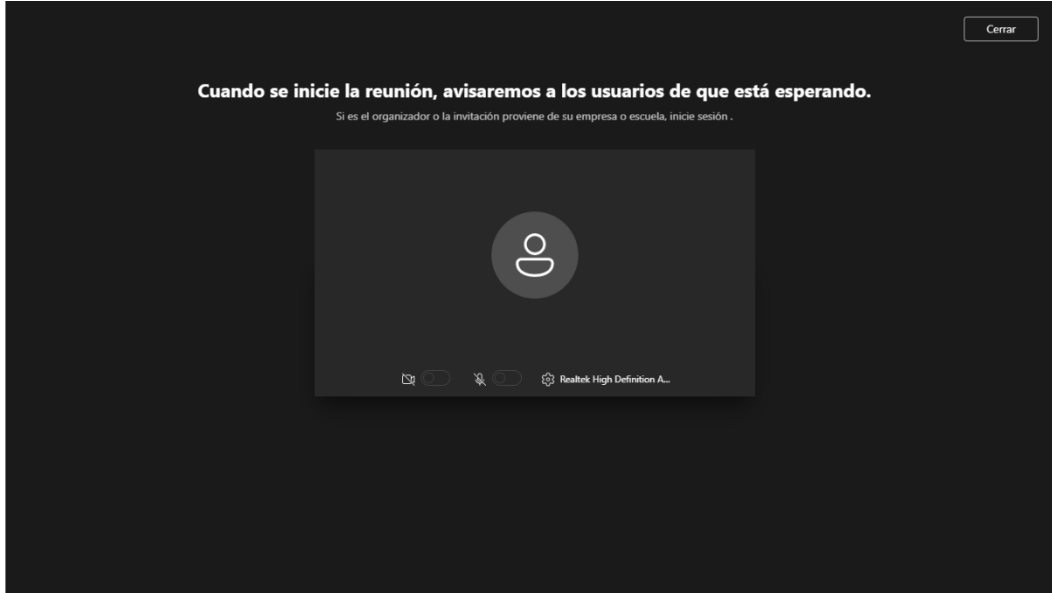 Cerrar
Cuando se inicie la reunión, avisaremos a los usuarios de que está esperando.
Si es el organizador o la invitación proviene de su empresa o escuela, inicie sesión .
Realtek High Definition A...